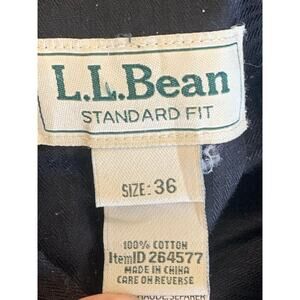 L.L.Bean
STANDARD FIT
SIZE: 36
100% COTTON
ItemID 264577
MADE IN CHINA
CARE ON REVERSE